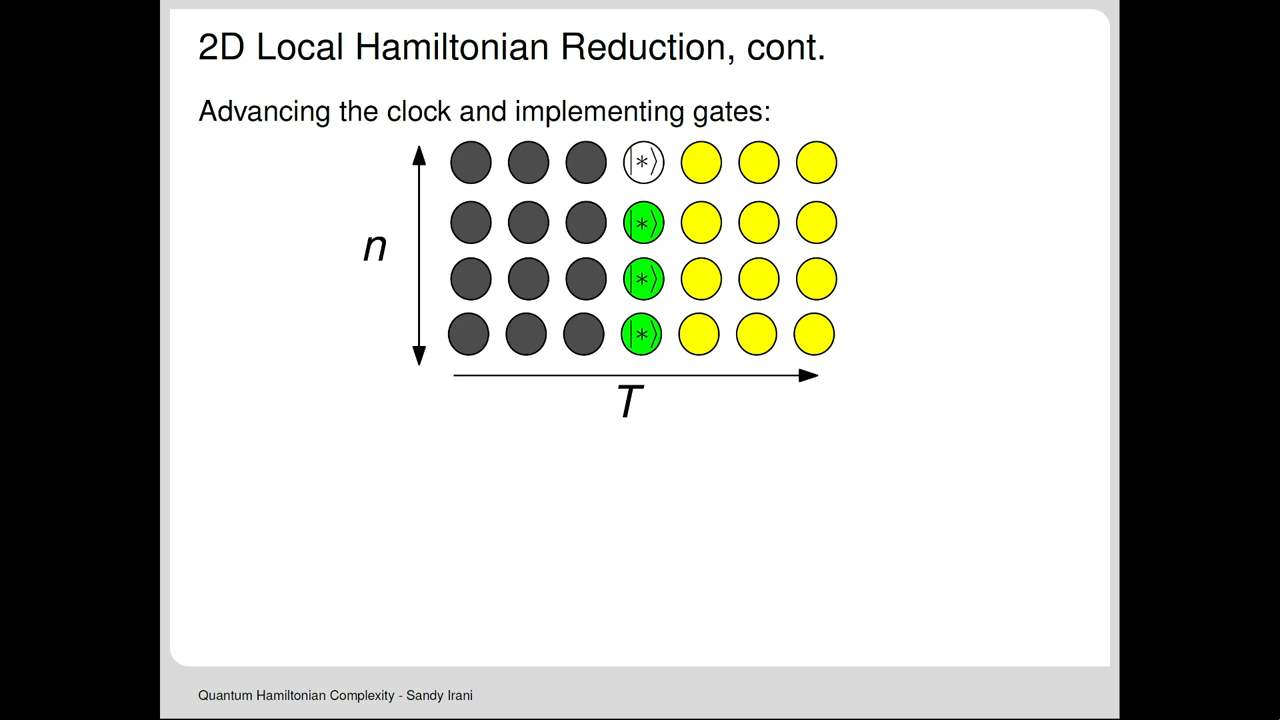 2D Local Hamiltonian Reduction, cont.
Advancing the clock and implementing gates:
|*⟩
|*⟩
n
|*⟩
|*⟩
T
Quantum Hamiltonian Complexity - Sandy Irani